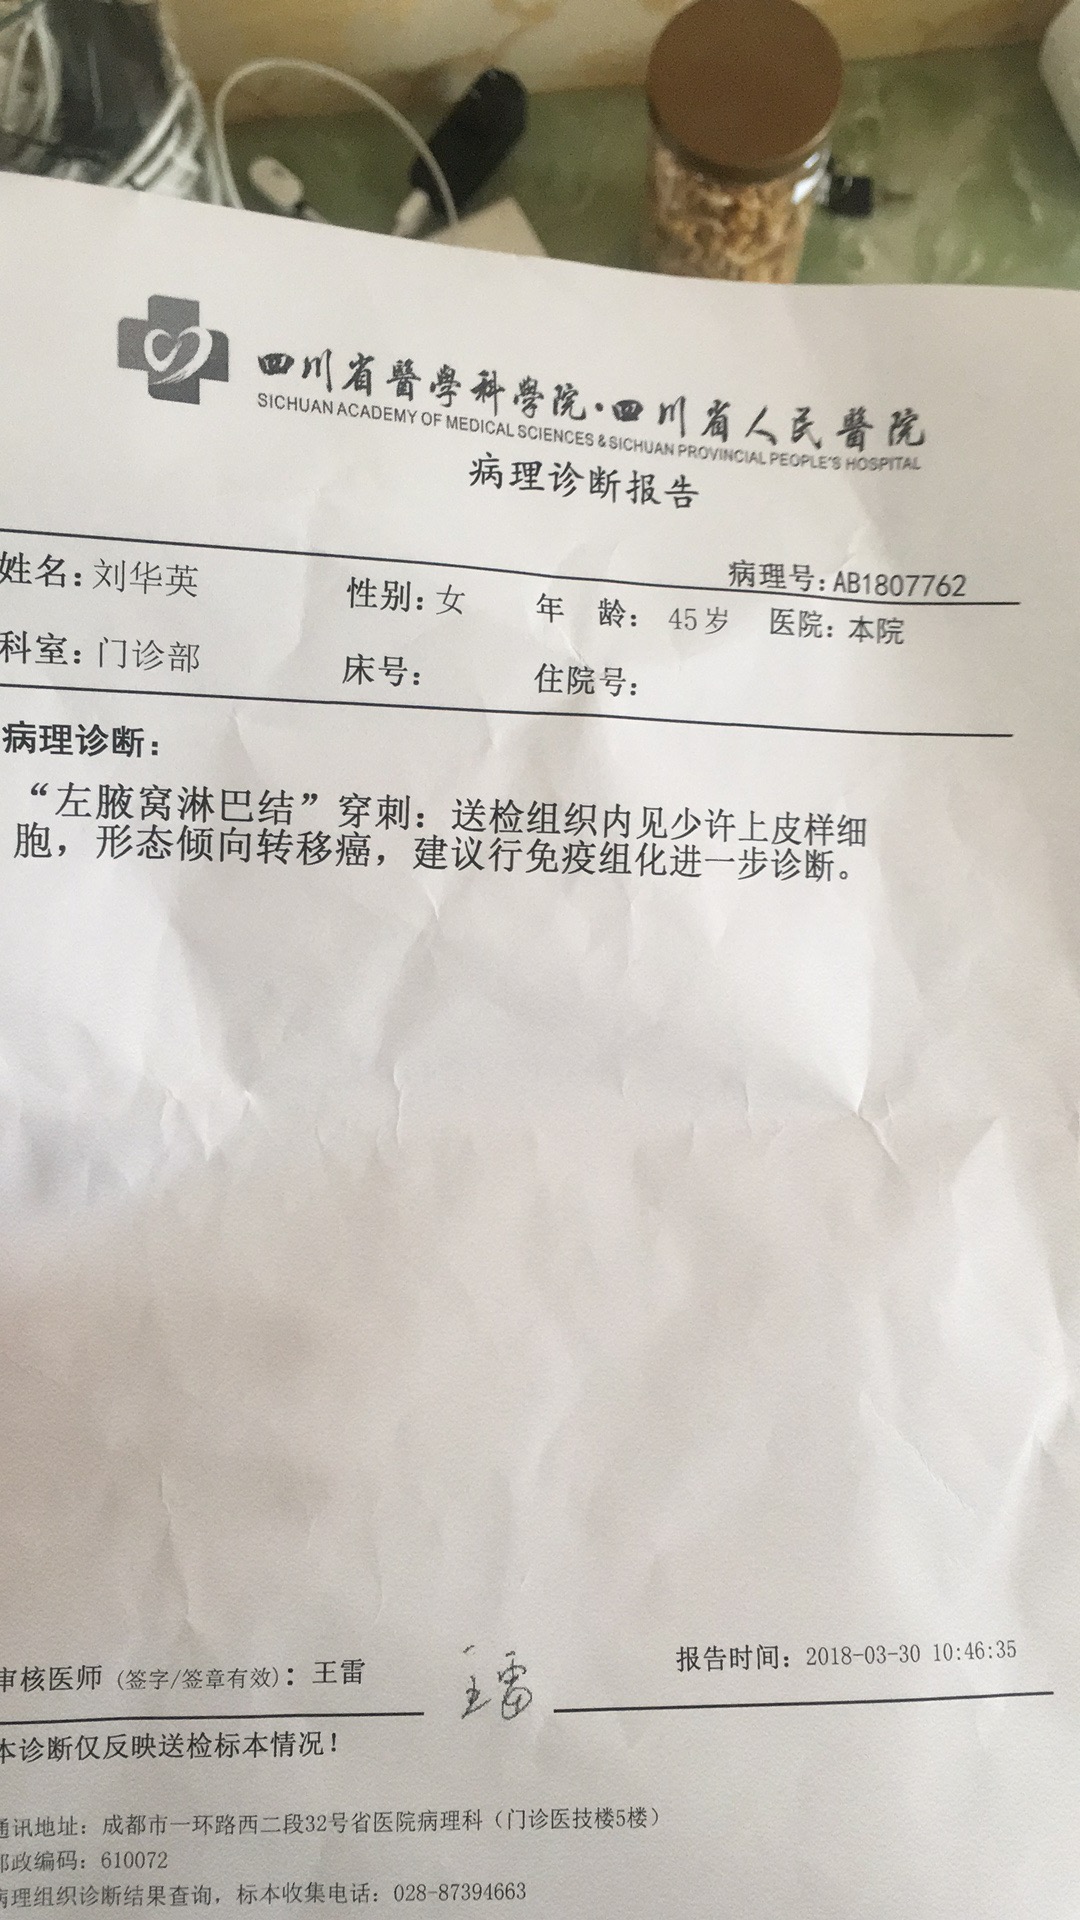 四川省醫學科學院·四川省人民醫院
SICHUAN ACADEMY OF MEDICAL SCIENCES & SICHUAN PROVINCIAL PEOPLE'S HOSPITAL
病理诊断报告
病理号:AB1807762
姓名:刘华英 性别:女 年 龄: 45岁 医院: 本院
科室:门诊部 床号: 住院号:
病理诊断:
“左腋窝淋巴结”穿刺: 送检组织内见少许上皮样细
胞, 形态倾向转移癌, 建议行免疫组化进一步诊断。
审核医师 (签字/签章有效): 王雷 王雷 报告时间: 2018-03-30 10:46:35
本诊断仅反映送检标本情况!
通讯地址: 成都市一环路西二段32号省医院病理科（门诊医技楼5楼）
邮政编码: 610072
病理组织诊断结果查询, 标本收集电话: 028-87394663